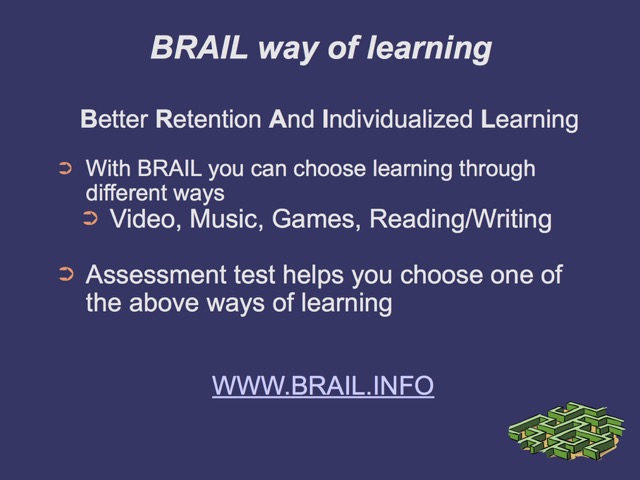 BRAIL way of learning
Better Retention And Individualized Learning
With BRAIL you can choose learning through
different ways
Video, Music, Games, Reading/Writing
Assessment test helps you choose one of
the above ways of learning
WWW.BRAIL.INFO